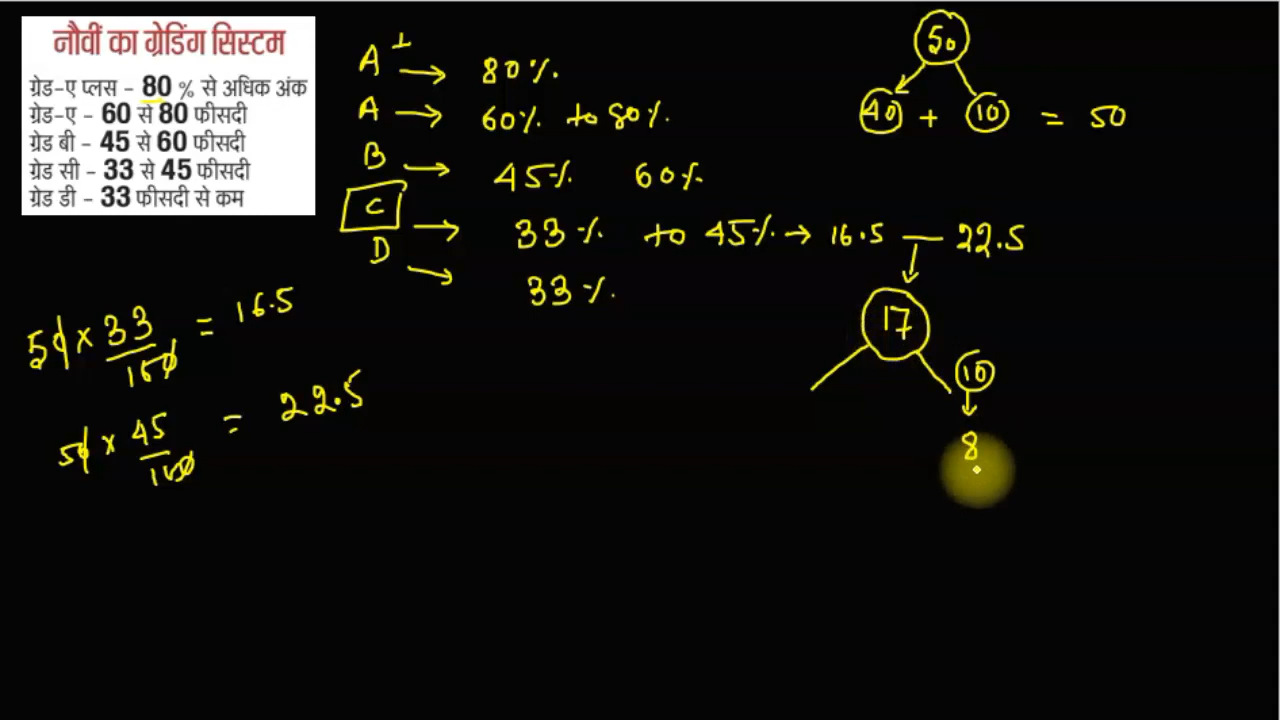 नौवीं का ग्रेडिंग सिस्टम
ग्रेड-ए प्लस - 80 % से अधिक अंक
ग्रेड-ए - 60 से 80 फीसदी
ग्रेड बी - 45 से 60 फीसदी
ग्रेड सी - 33 से 45 फीसदी
ग्रेड डी - 33 फीसदी से कम
A+ → 80%.
A → 60% to 80%.
B → 45% 60%
C → 33% to 45% → 16.5 — 22.5
D → 33%.
50
40 + 10 = 50
17
10
8
50 × 33/100 = 16.5
50 × 45/100 = 22.5